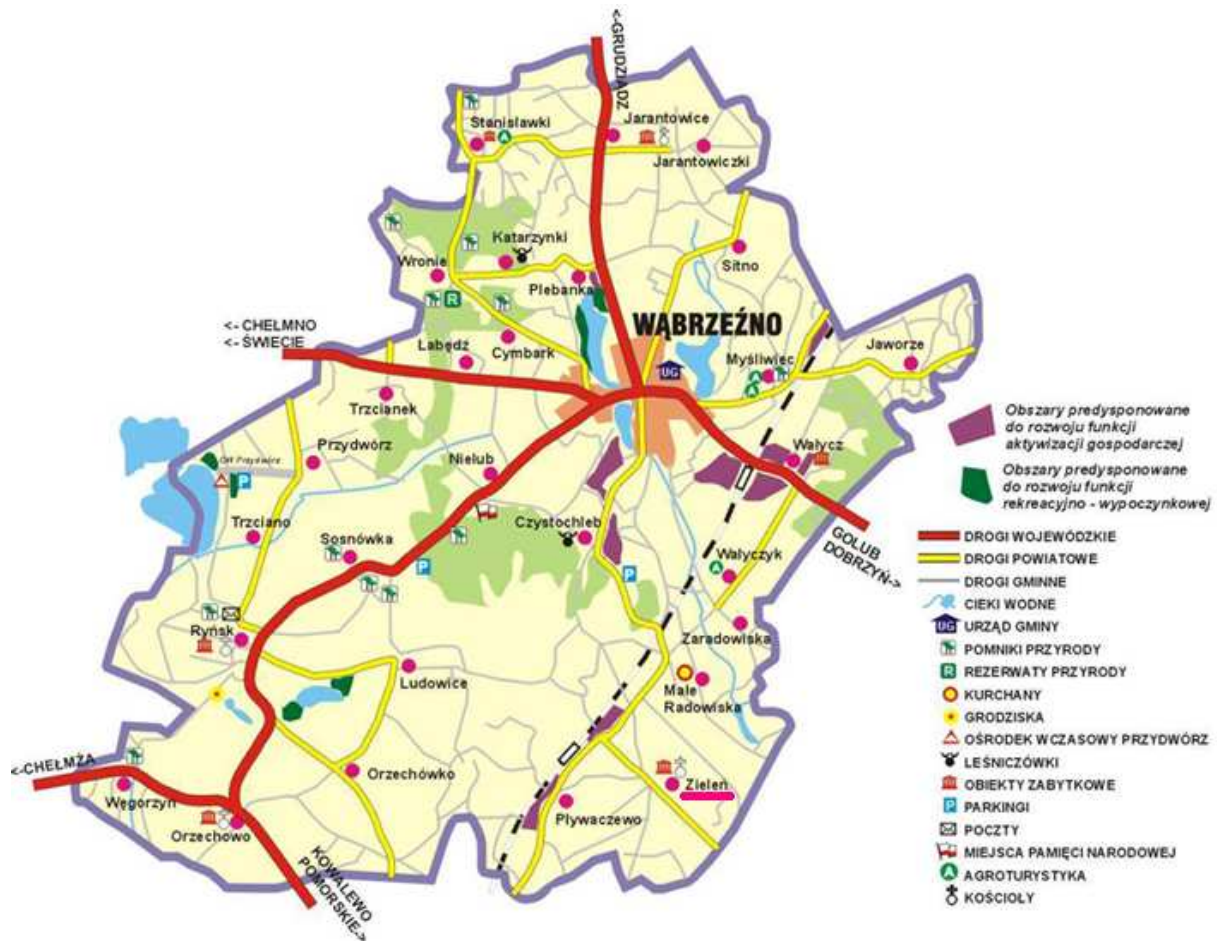 <-GRUDZIADZ
Stanisławki
Jarantowice
Jarantowiczki
Katarzynki
Wronie
Plebanka
Sitno
WĄBRZEŹNO
<- CHEŁMNO
<- ŚWIECIE
Łabędź
Cymbark
UG
Myśliwiec
Jaworze
Trzcianek
Przydwórz
Nielub
Wałycz
Trzciano
Sosnówka
Czystochleb
Wałyczyk
GOLUB
DOBRZYŃ->
Ryńsk
Zaradowiska
Ludowice
Małe
Radowiska
<-CHEŁMŻA
Węgorzyn
Orzechówko
Zieleń
Pływaczewo
Orzechowo
KOWALEWO
POMORSKIE->
R
P
P
P
A
A
A
A
Obszary predysponowane
do rozwoju funkcji
aktywizacji gospodarczej
Obszary predysponowane
do rozwoju funkcji
rekreacyjno - wypoczynkowej
DROGI WOJEWÓDZKIE
DROGI POWIATOWE
DROGI GMINNE
CIEKI WODNE
UG URZĄD GMINY
POMNIKI PRZYRODY
R REZERWATY PRZYRODY
KURCHANY
GRODZISKA
OŚRODEK WCZASOWY PRZYDWÓRZ
LEŚNICZÓWKI
OBIEKTY ZABYTKOWE
P PARKINGI
POCZTY
MIEJSCA PAMIĘCI NARODOWEJ
A AGROTURYSTYKA
KOŚCIOŁY